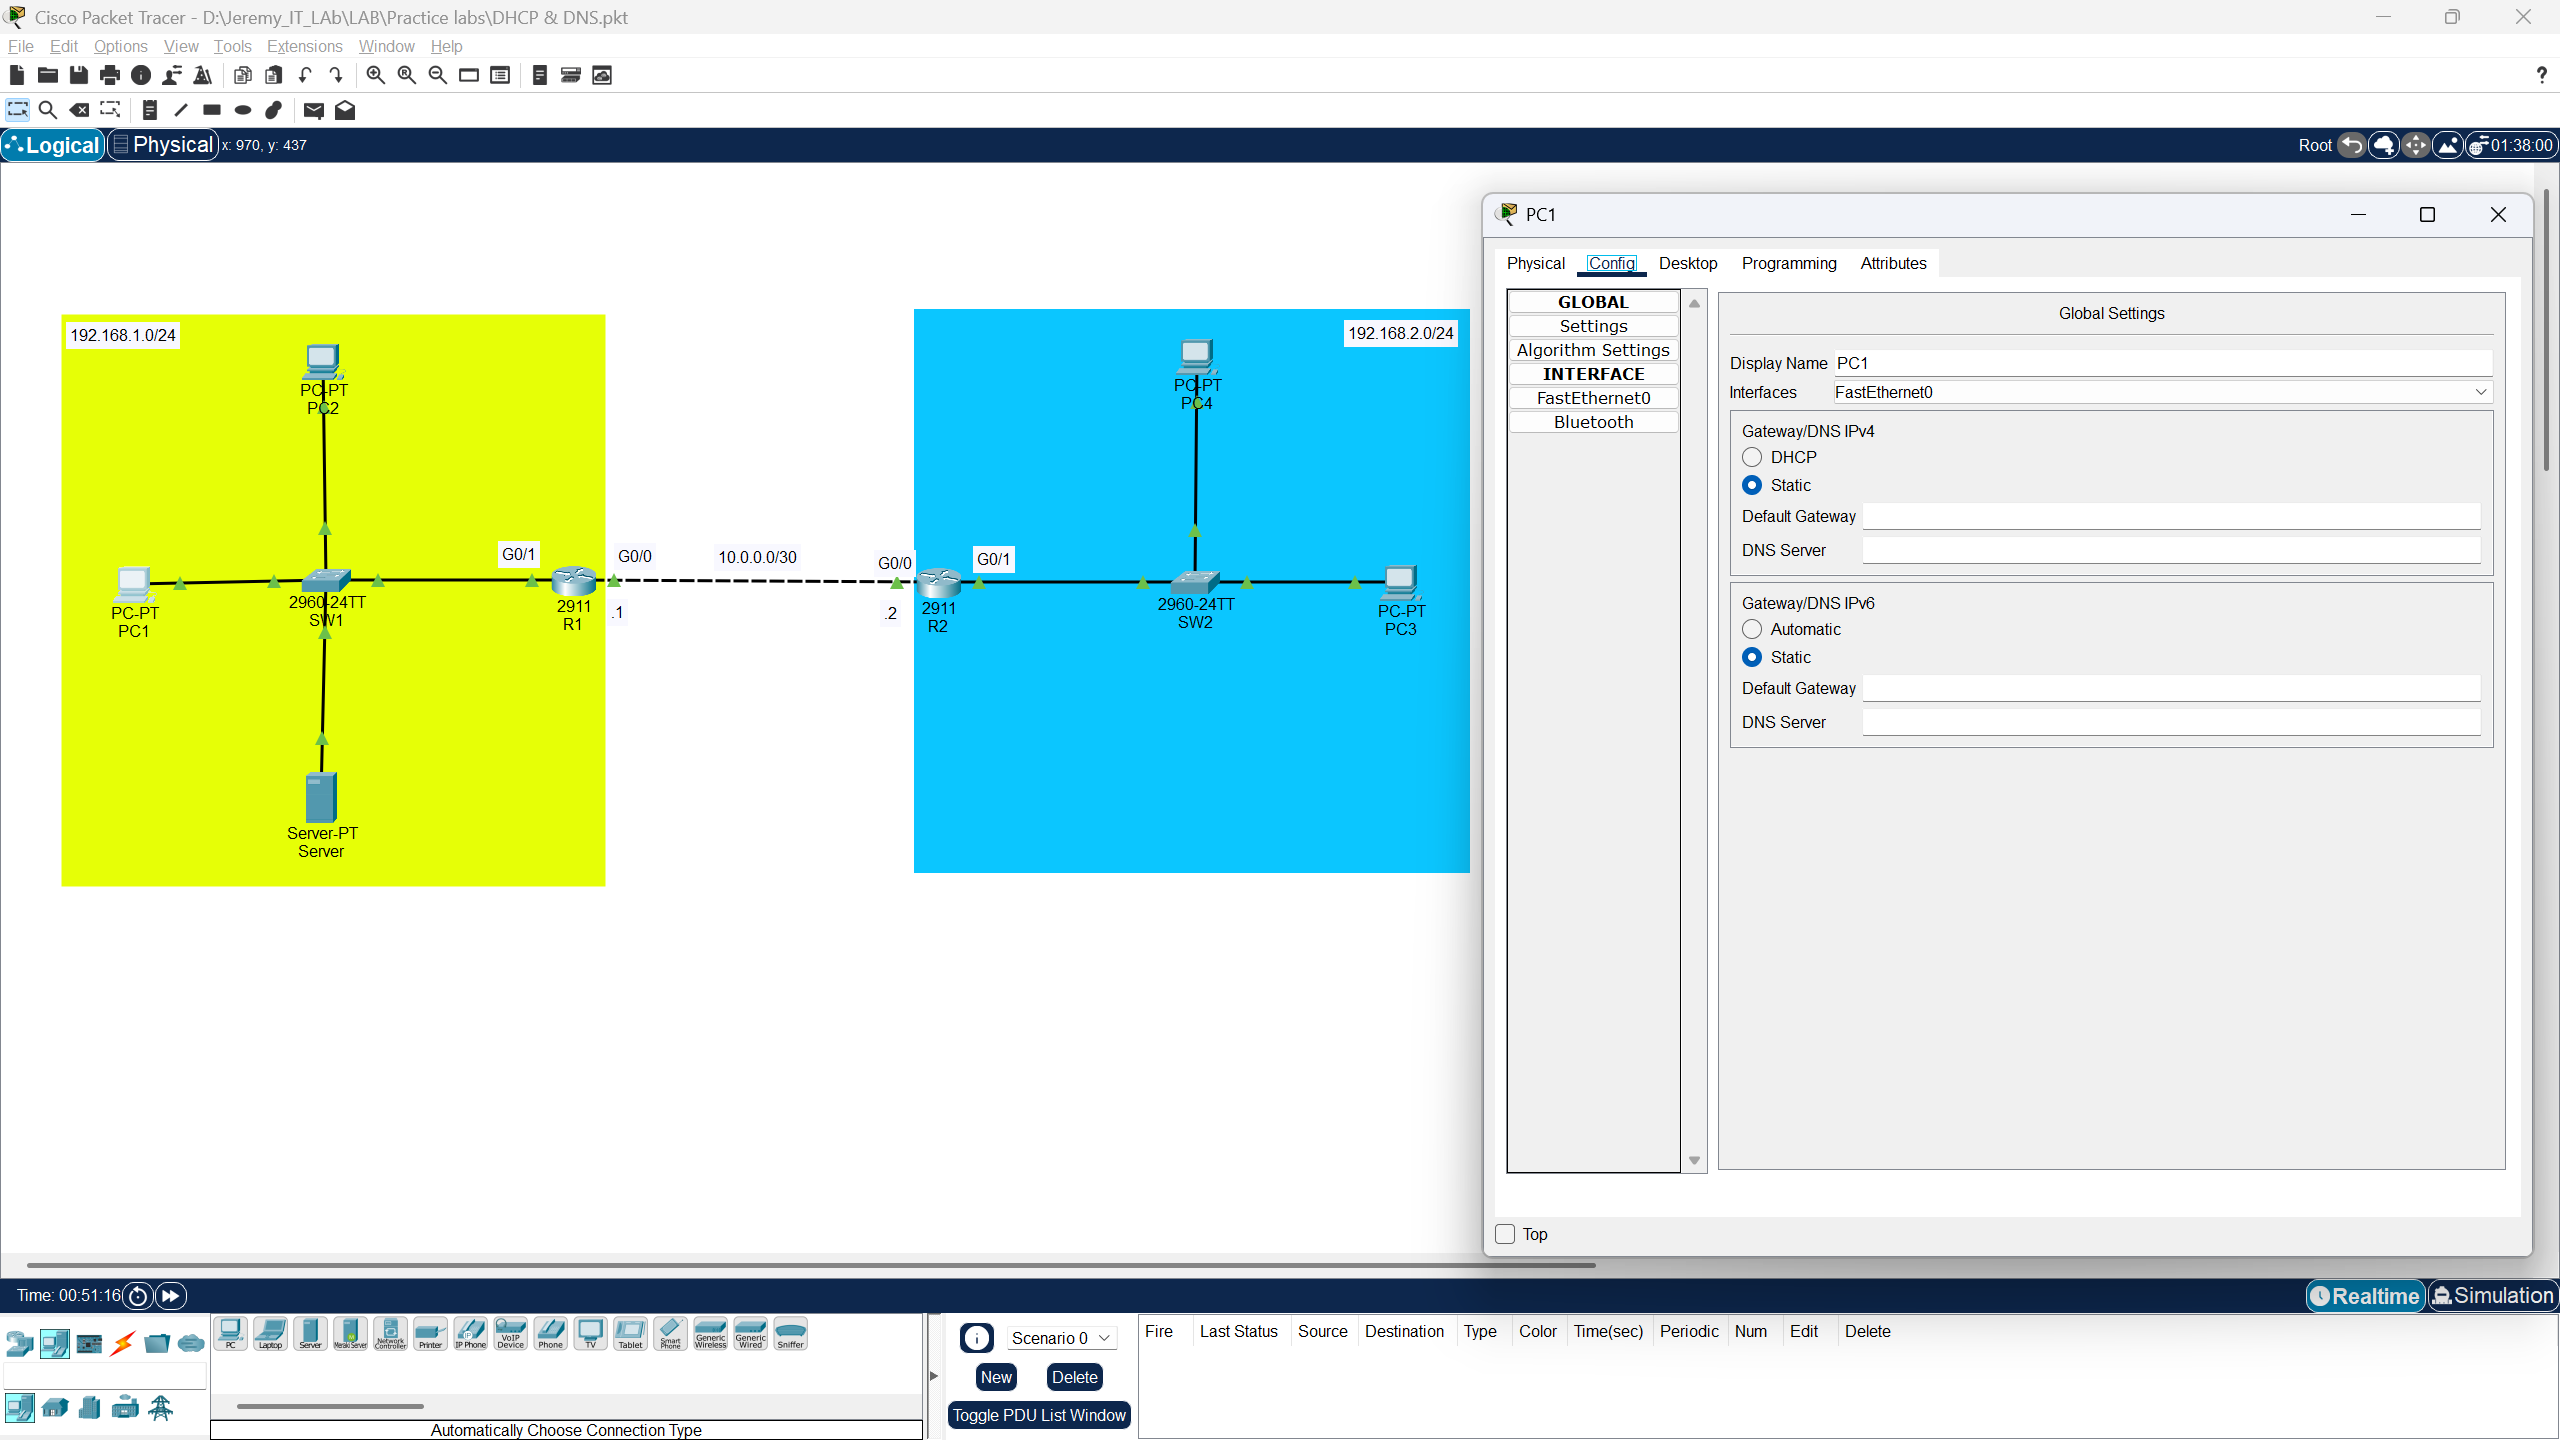 Cisco Packet Tracer - D:\Jeremy_IT_LAb\LAB\Practice labs\DHCP & DNS.pkt
File Edit Options View Tools Extensions Window Help
?
Logical Physical x: 970, y: 437
Root 01:38:00
192.168.1.0/24
PC-PT
PC2
PC-PT
PC1
2960-24TT
SW1
G0/1
2911
R1
Server-PT
Server
G0/0
.1
10.0.0.0/30
G0/0
.2
192.168.2.0/24
PC-PT
PC4
G0/1
2911
R2
2960-24TT
SW2
PC-PT
PC3
PC1
Physical Config Desktop Programming Attributes
GLOBAL
Settings
Algorithm Settings
INTERFACE
FastEthernet0
Bluetooth
Global Settings
Display Name PC1
Interfaces FastEthernet0
Gateway/DNS IPv4
DHCP
Static
Default Gateway
DNS Server
Gateway/DNS IPv6
Automatic
Static
Default Gateway
DNS Server
Top
Time: 00:51:16
Realtime Simulation
PC Laptop Server Meraki Server Network Controller Printer IP Phone VoIP Device Phone TV Tablet Smart Phone Generic Wireless Generic Wired Sniffer
Automatically Choose Connection Type
Scenario 0
New Delete
Toggle PDU List Window
Fire Last Status Source Destination Type Color Time(sec) Periodic Num Edit Delete